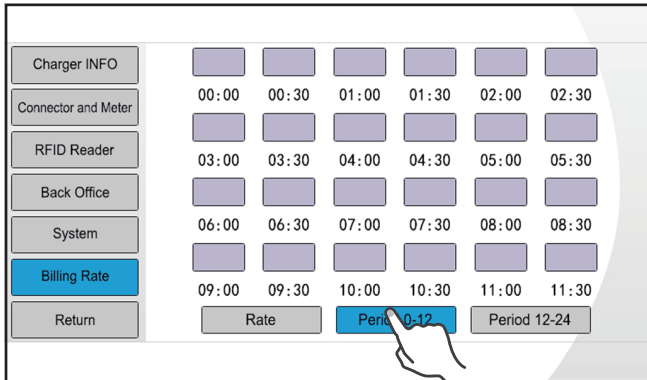 Charger INFO
Connector and Meter
RFID Reader
Back Office
System
Billing Rate
Return
00:00 00:30 01:00 01:30 02:00 02:30
03:00 03:30 04:00 04:30 05:00 05:30
06:00 06:30 07:00 07:30 08:00 08:30
09:00 09:30 10:00 10:30 11:00 11:30
Rate Period 0-12 Period 12-24